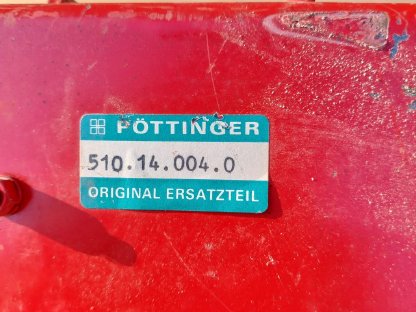 PÖTTINGER
510.14.004.0
ORIGINAL ERSATZTEIL